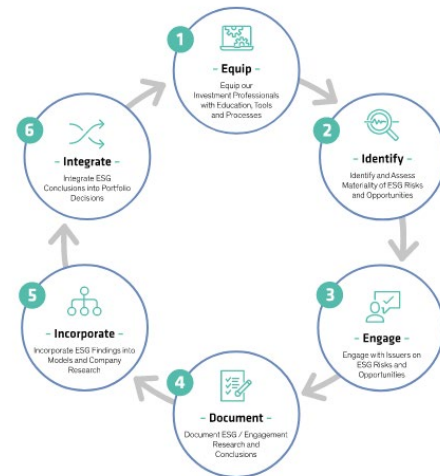 1
- Equip -
Equip our
Investment Professionals
with Education, Tools
and Processes
2
- Identify -
Identify and Assess
Materiality of ESG Risks
and Opportunities
3
- Engage -
Engage with Issuers on
ESG Risks and
Opportunities
4
- Document -
Document ESG / Engagement
Research and
Conclusions
5
- Incorporate -
Incorporate ESG Findings into
Models and Company
Research
6
- Integrate -
Integrate ESG
Conclusions into Portfolio
Decisions